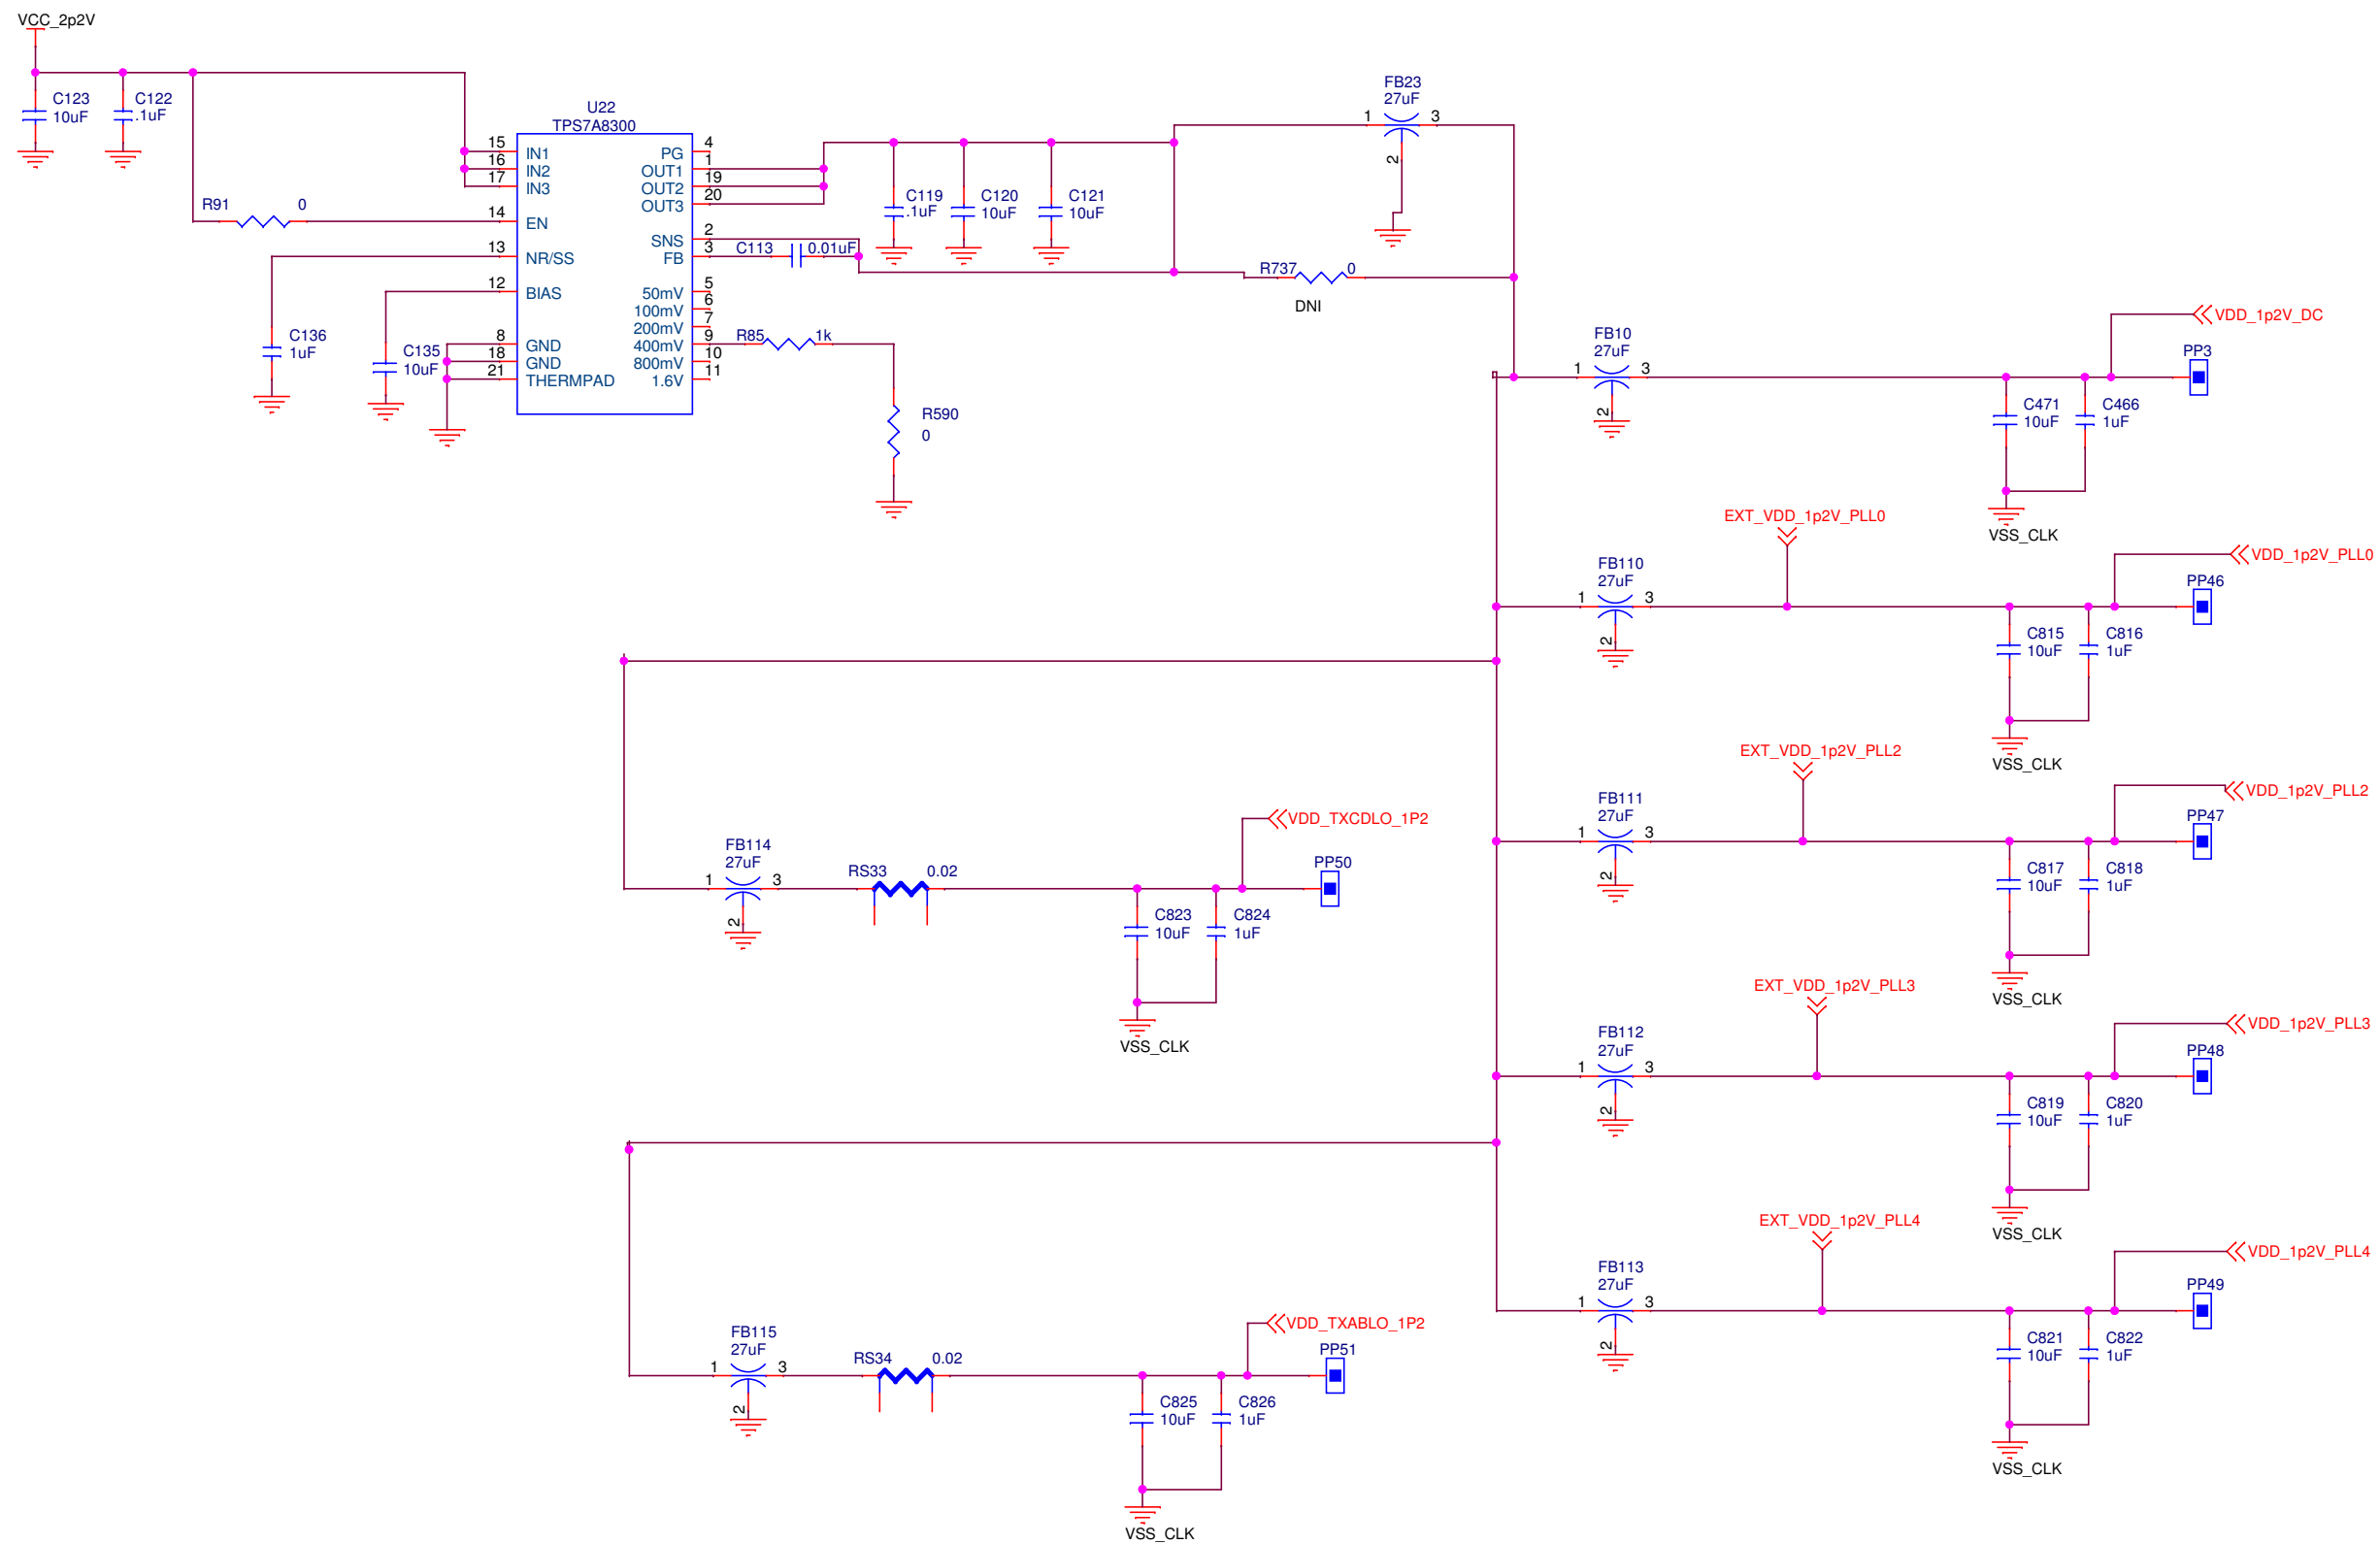 VCC_2p2V
C123
10uF
C122
.1uF
R91
0
U22
TPS7A8300
15
IN1
16
IN2
17
IN3
14
EN
13
NR/SS
12
BIAS
8
GND
18
GND
21
THERMPAD
PG
4
OUT1
1
OUT2
19
OUT3
20
SNS
2
FB
3
50mV
5
100mV
6
200mV
7
400mV
9
800mV
10
1.6V
11
C136
1uF
C135
10uF
C113
0.01uF
R85
1k
R590
0
C119
.1uF
C120
10uF
C121
10uF
FB23
27uF
1
3
2
R737
0
DNI
FB10
27uF
1
3
2
VDD_1p2V_DC
PP3
C471
10uF
C466
1uF
VSS_CLK
EXT_VDD_1p2V_PLL0
FB110
27uF
1
3
2
VDD_1p2V_PLL0
PP46
C815
10uF
C816
1uF
VSS_CLK
EXT_VDD_1p2V_PLL2
FB111
27uF
1
3
2
VDD_1p2V_PLL2
PP47
C817
10uF
C818
1uF
VSS_CLK
FB114
27uF
1
3
2
RS33
0.02
VDD_TXCDLO_1P2
PP50
C823
10uF
C824
1uF
VSS_CLK
EXT_VDD_1p2V_PLL3
FB112
27uF
1
3
2
VDD_1p2V_PLL3
PP48
C819
10uF
C820
1uF
VSS_CLK
EXT_VDD_1p2V_PLL4
FB113
27uF
1
3
2
VDD_1p2V_PLL4
PP49
C821
10uF
C822
1uF
VSS_CLK
FB115
27uF
1
3
2
RS34
0.02
VDD_TXABLO_1P2
PP51
C825
10uF
C826
1uF
VSS_CLK